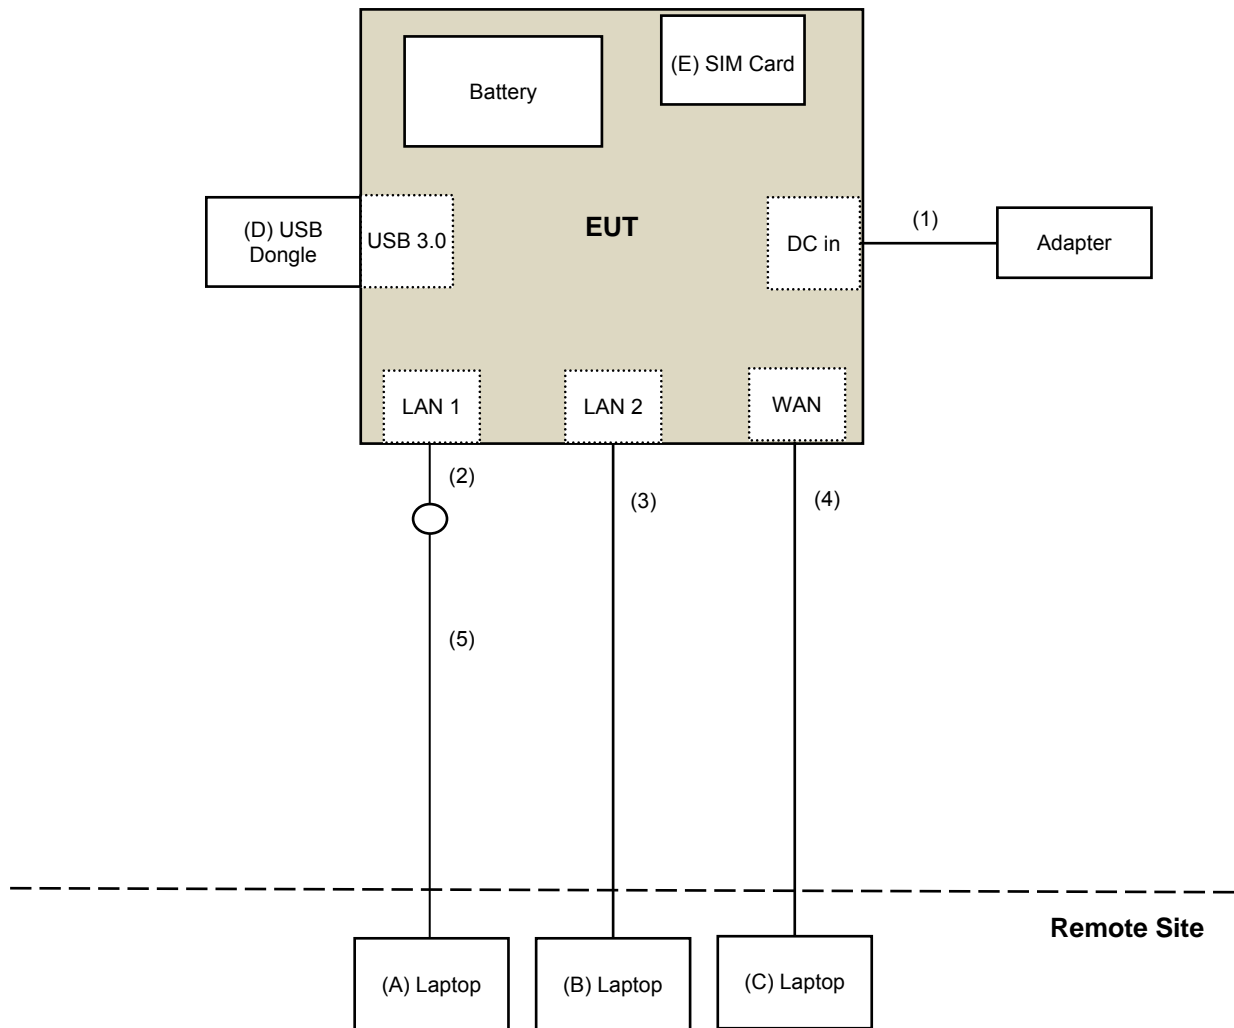 (E) SIM Card
Battery
(D) USB
Dongle
USB 3.0
EUT
DC in
(1)
Adapter
LAN 1
LAN 2
WAN
(2)
(3)
(4)
(5)
Remote Site
(A) Laptop
(B) Laptop
(C) Laptop